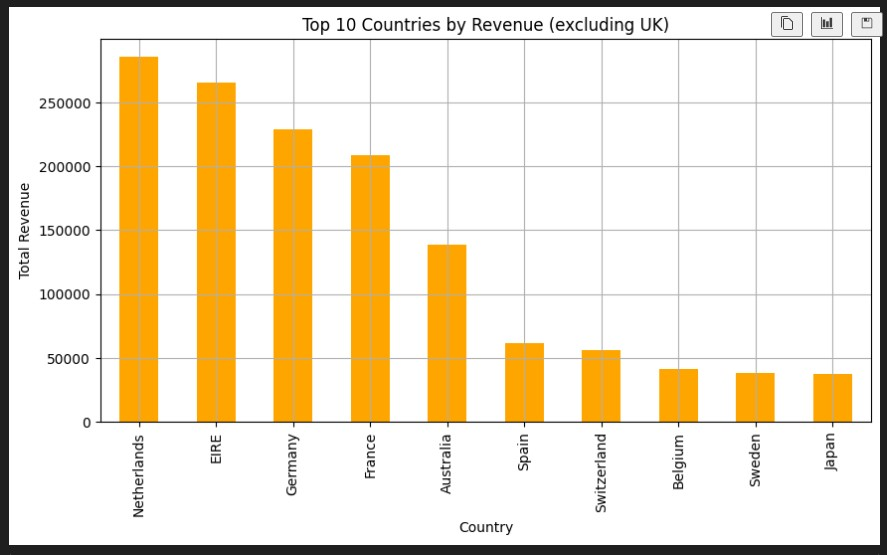 Top 10 Countries by Revenue (excluding UK)
Total Revenue
250000
200000
150000
100000
50000
0
Netherlands
EIRE
Germany
France
Australia
Spain
Switzerland
Belgium
Sweden
Japan
Country